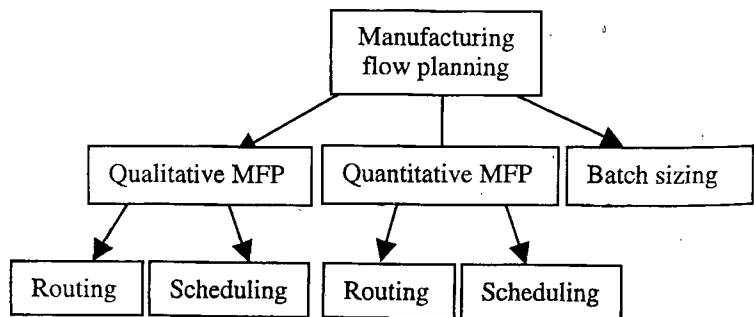 Manufacturing
flow planning
Qualitative MFP
Quantitative MFP
Batch sizing
Routing
Scheduling
Routing
Scheduling